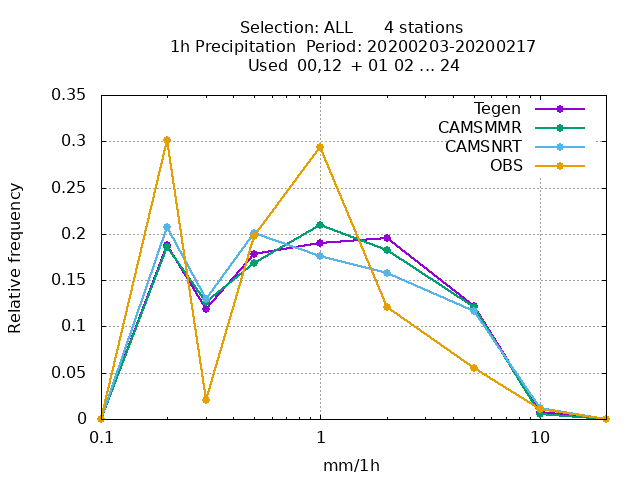 Selection: ALL      4 stations
1h Precipitation  Period: 20200203-20200217
Used  00,12  + 01 02 ... 24
0.35
Tegen
CAMSMMR
0.3
CAMSNRT
OBS
0.25
0.2
0.15
0.1
0.05
0
Relative frequency
0.1
1
10
mm/1h